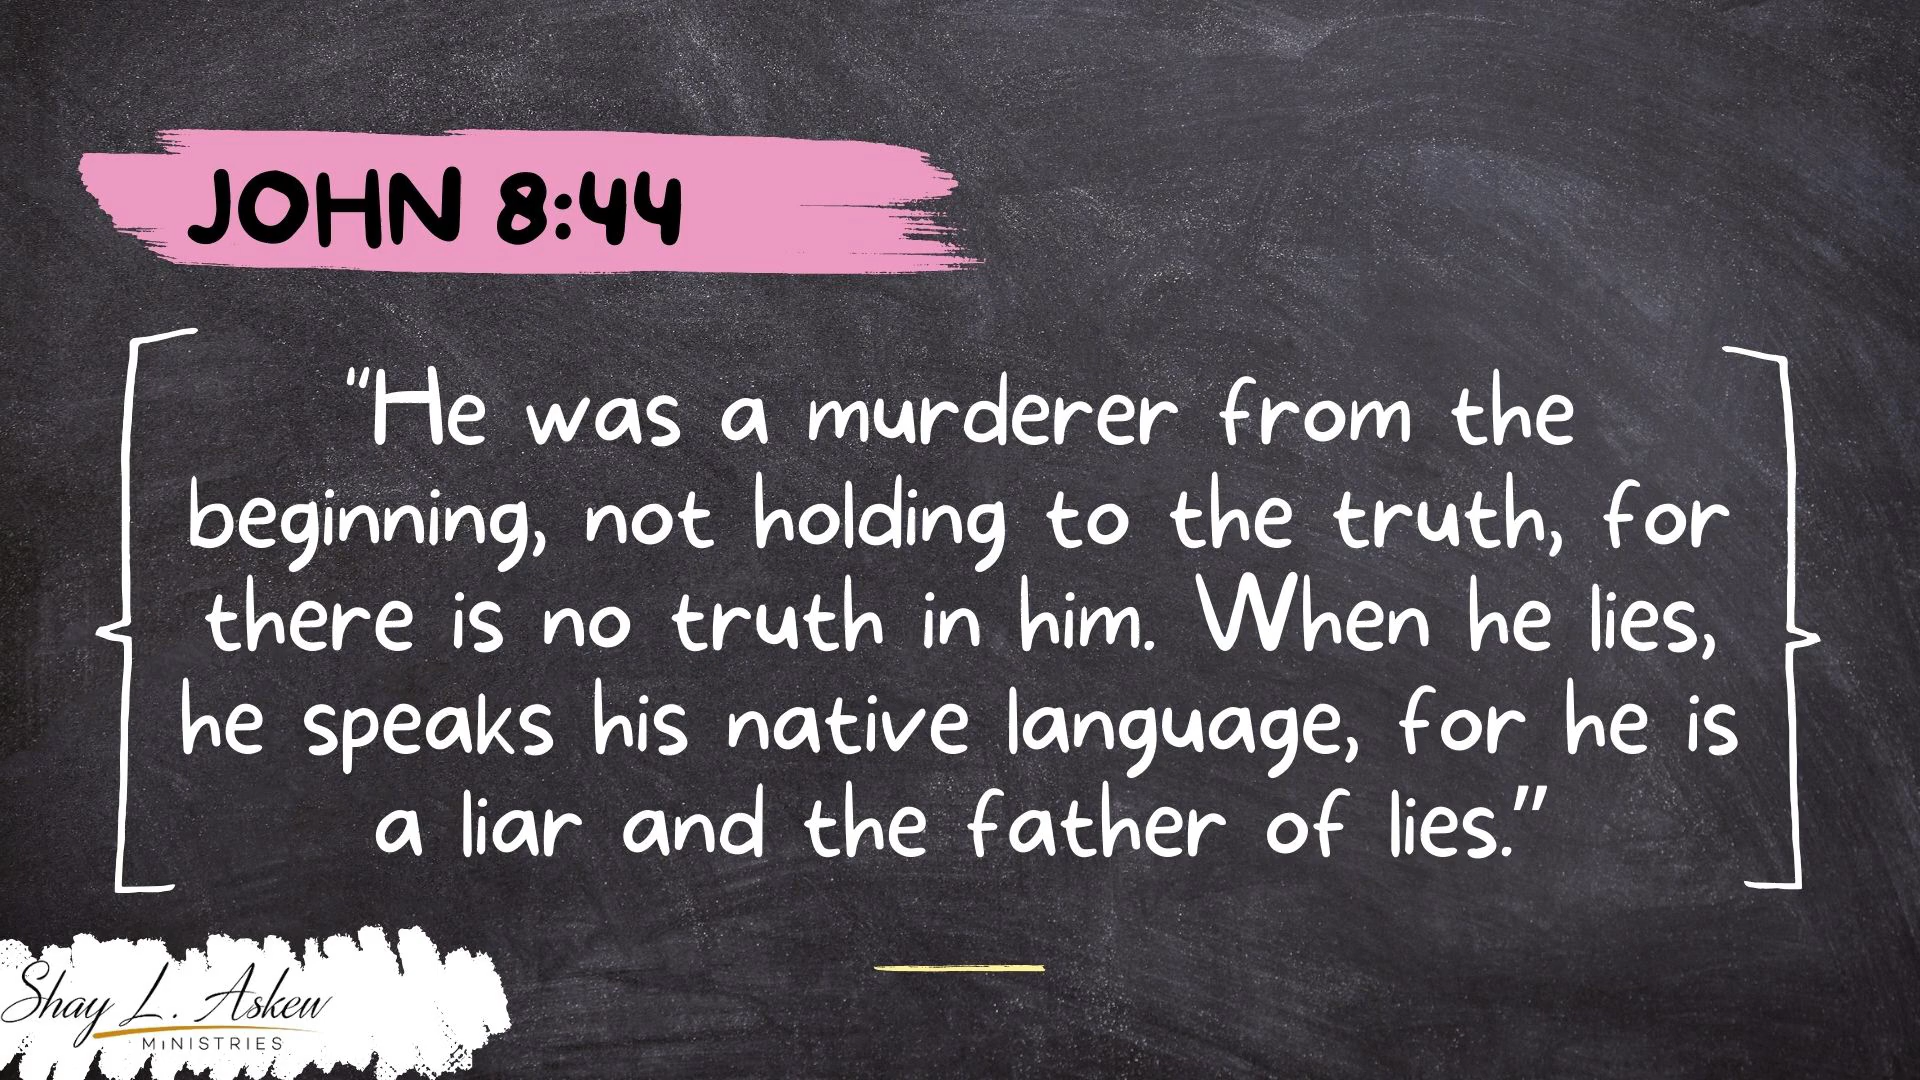 JOHN 8:44
"He was a murderer from the
beginning, not holding to the truth, for
there is no truth in him. When he lies,
he speaks his native language, for he is
a liar and the father of lies."
Shay L. Askew
MINISTRIES